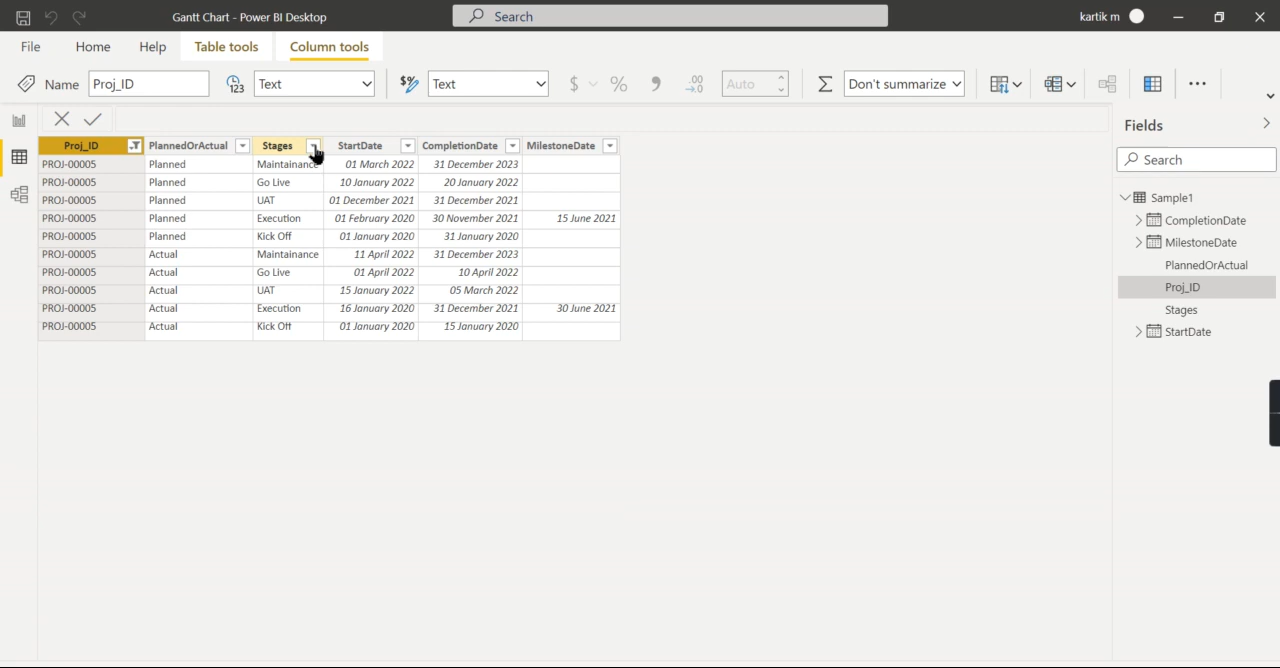 Gantt Chart - Power BI Desktop
Search
kartik m
File
Home
Help
Table tools
Column tools
Name
Proj_ID
123
Text
Text
$
%
Auto
Don't summarize
Proj_ID PlannedOrActual Stages StartDate CompletionDate MilestoneDate
PROJ-00005 Planned Maintainance 01 March 2022 31 December 2023
PROJ-00005 Planned Go Live 10 January 2022 20 January 2022
PROJ-00005 Planned UAT 01 December 2021 31 December 2021
PROJ-00005 Planned Execution 01 February 2020 30 November 2021 15 June 2021
PROJ-00005 Planned Kick Off 01 January 2020 31 January 2020
PROJ-00005 Actual Maintainance 11 April 2022 31 December 2023
PROJ-00005 Actual Go Live 01 April 2022 10 April 2022
PROJ-00005 Actual UAT 15 January 2022 05 March 2022
PROJ-00005 Actual Execution 16 January 2020 31 December 2021 30 June 2021
PROJ-00005 Actual Kick Off 01 January 2020 15 January 2020
Fields
Search
Sample1
CompletionDate
MilestoneDate
PlannedOrActual
Proj_ID
Stages
StartDate